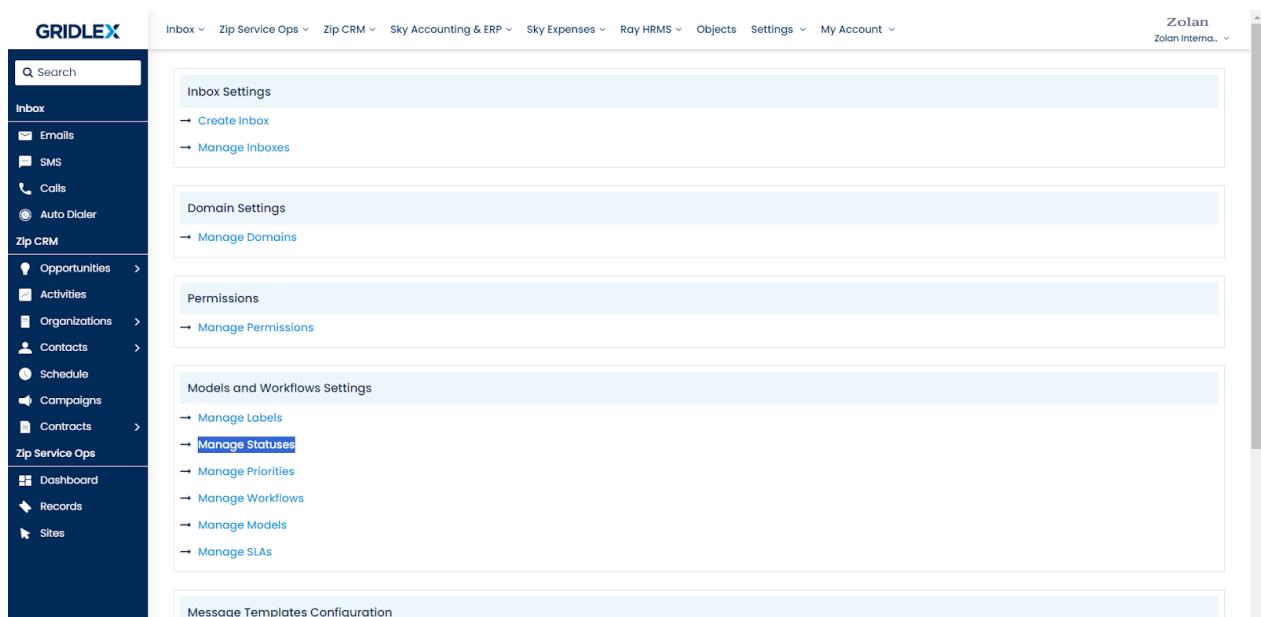 GRIDLEX
Inbox Zip Service Ops Zip CRM Sky Accounting & ERP Sky Expenses Ray HRMS Objects Settings My Account
Zolan
Zolan Interna..
Search
Inbox
Emails
SMS
Calls
Auto Dialer
Zip CRM
Opportunities
Activities
Organizations
Contacts
Schedule
Campaigns
Contracts
Zip Service Ops
Dashboard
Records
Sites
Inbox Settings
→ Create Inbox
→ Manage Inboxes
Domain Settings
→ Manage Domains
Permissions
→ Manage Permissions
Models and Workflows Settings
→ Manage Labels
→ Manage Statuses
→ Manage Priorities
→ Manage Workflows
→ Manage Models
→ Manage SLAs
Message Templates Configuration